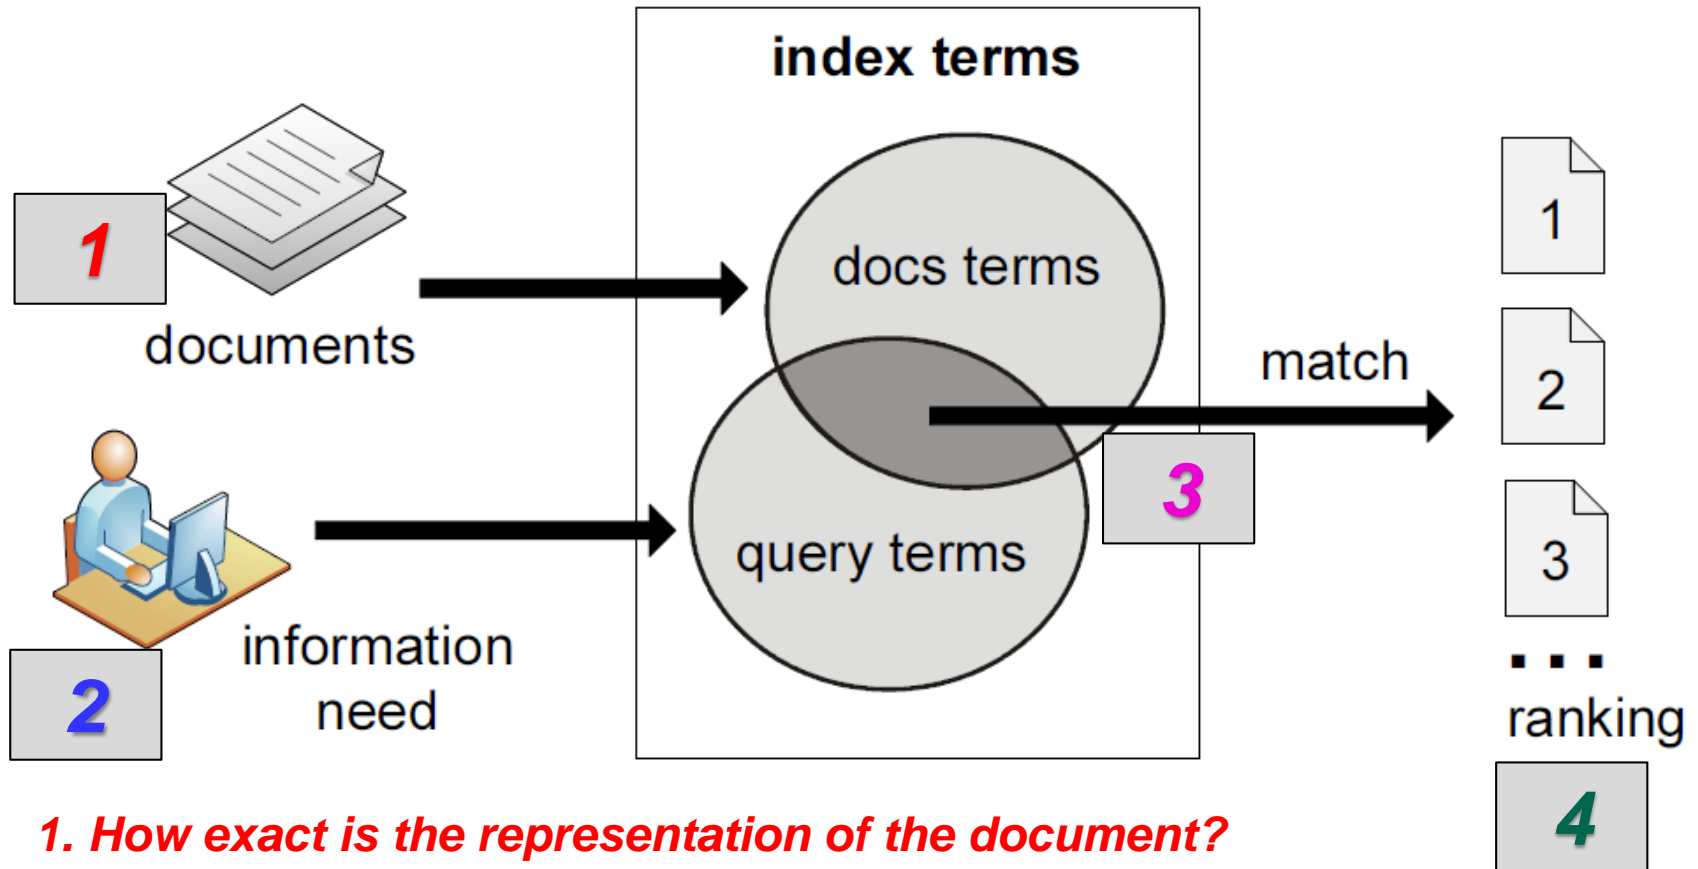 index terms
1
documents
docs terms
match
1
2
3
...
ranking
2
information
need
query terms
3
4
1. How exact is the representation of the document?